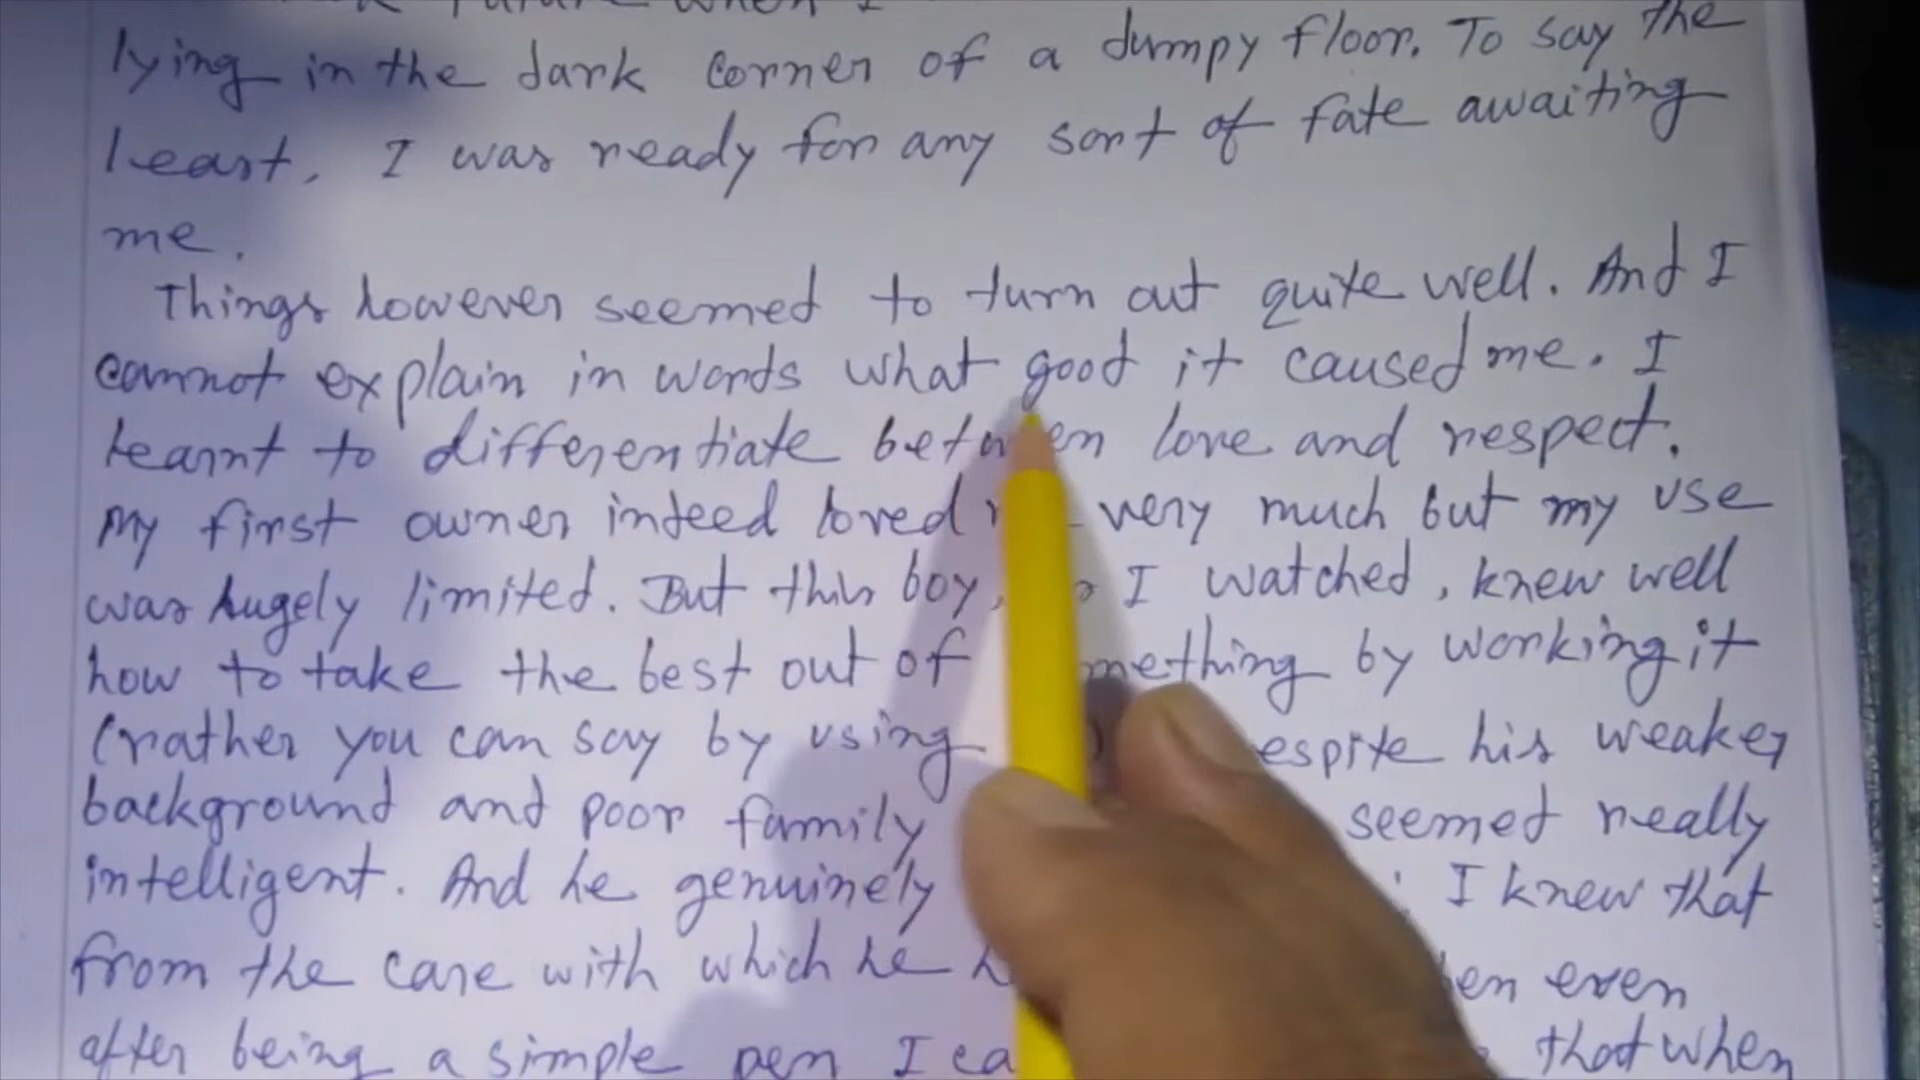 future when I
lying in the dark corner of a dumpy floor. To say the
least, I was ready for any sort of fate awaiting
me.
Things however seemed to turn out quite well. And I
cannot explain in words what good it caused me. I
learnt to differentiate between love and respect.
My first owner indeed loved very much but my use
was hugely limited. But this boy, I watched, knew well
how to take the best out of something by working it
(rather you can say by using despite his weaker
background and poor family seemed really
intelligent. And he genuinely I knew that
from the care with which he even
after being a simple pen I that when